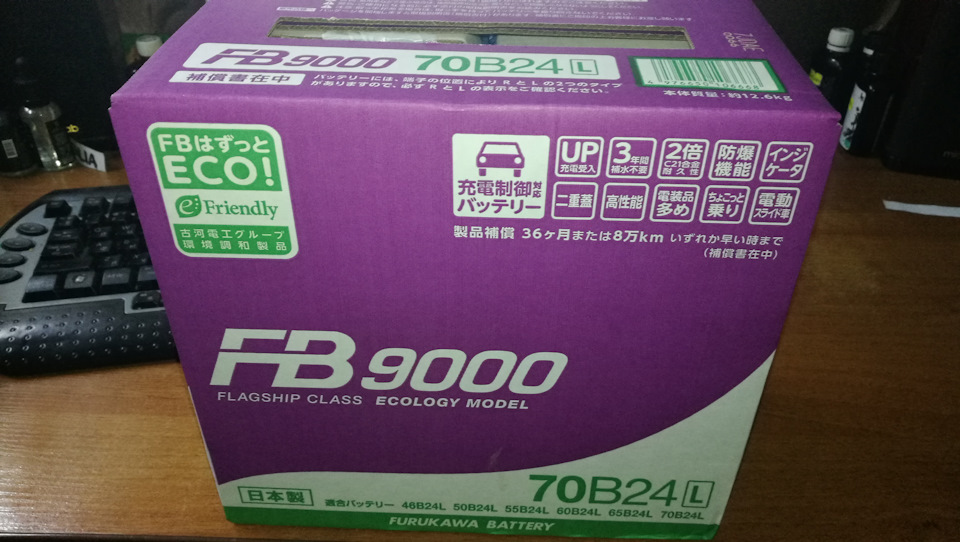 FB9000 70B24 L
補償書在中
バッテリーには、端子の位置によりRとLの2つのタイプ
がありますので、必ずRとLの表示をご確認ください。
本体質量：約12.6kg
FBはずっと
ECO!
e Friendly
古河電工グループ
環境調和製品
充電制御対応
バッテリー
UP
充電受入
3年間
補水不要
2倍
C21合金
耐久性
防爆
機能
インジ
ケータ
二重蓋
高性能
電装品
多め
ちょこっと
乗り
電動
スライド車
製品補償 36ヶ月または8万km いずれか早い時まで
(補償書在中)
FB 9000
FLAGSHIP CLASS ECOLOGY MODEL
70B24 L
日本製
適合バッテリー 46B24L 50B24L 55B24L 60B24L 65B24L 70B24L
FURUKAWA BATTERY